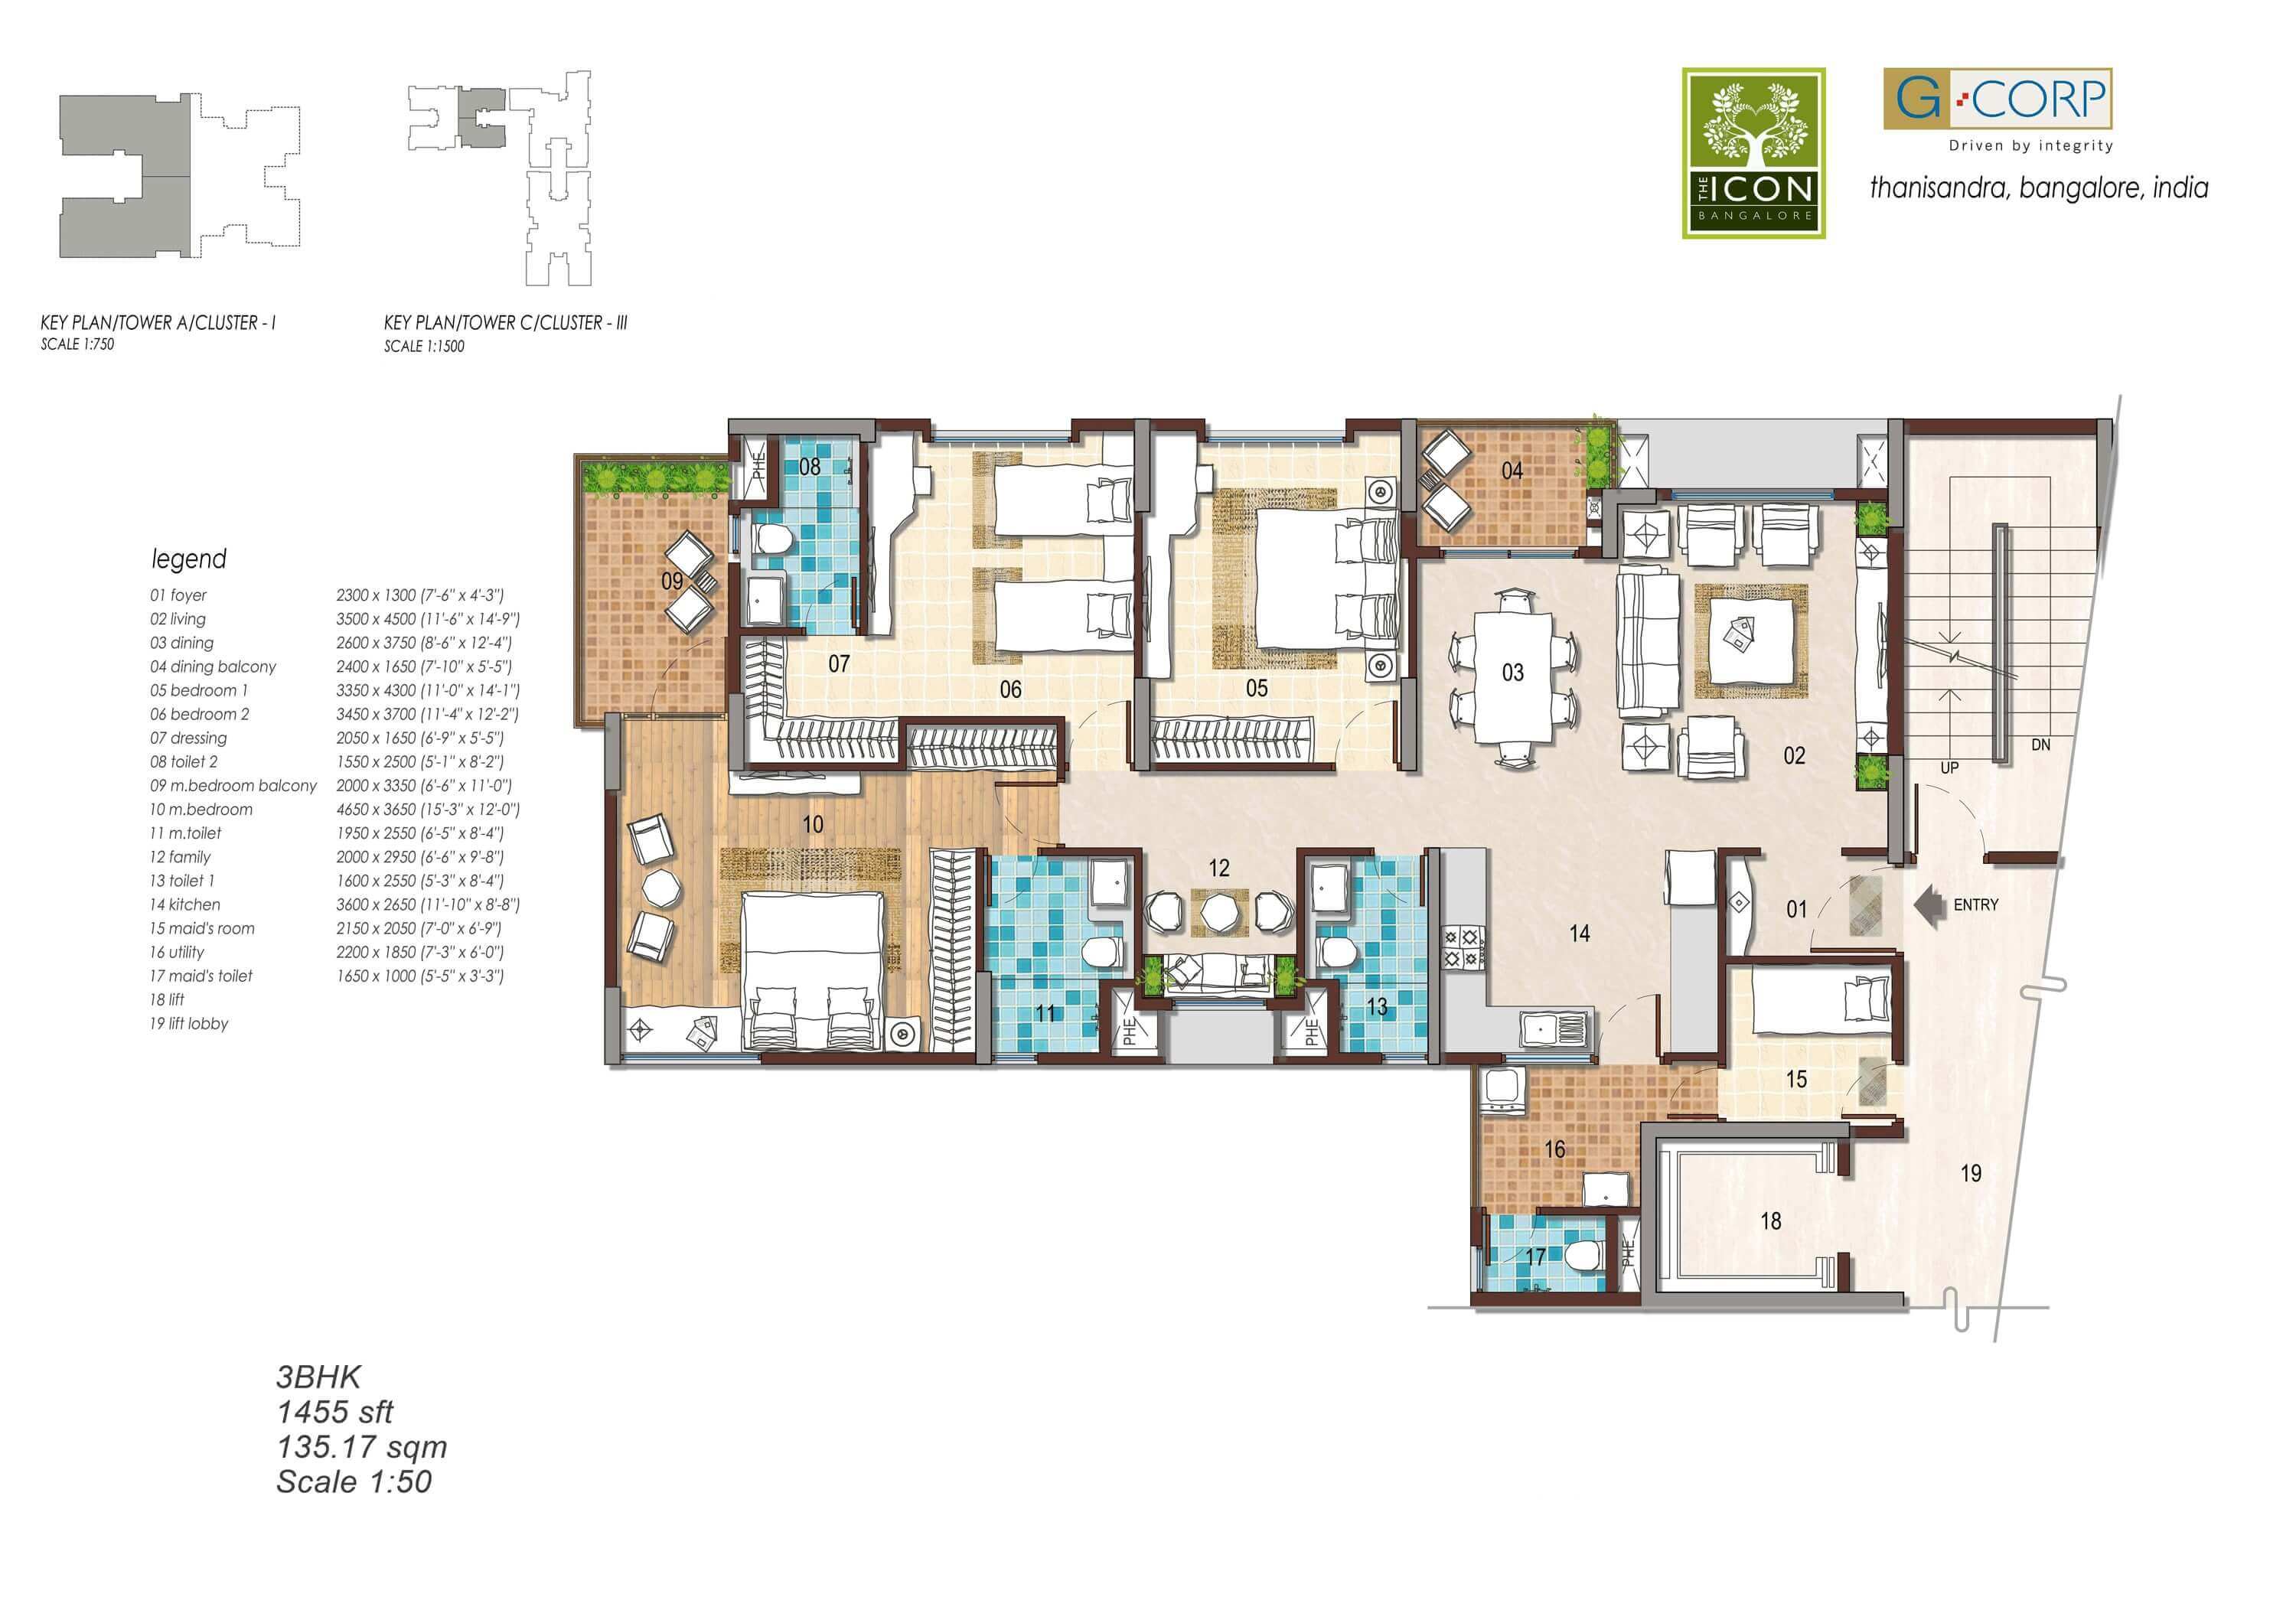 THE ICON
BANGALORE
G·CORP
Driven by integrity
thanisandra, bangalore, india
KEY PLAN/TOWER A/CLUSTER - I
SCALE 1:750
KEY PLAN/TOWER C/CLUSTER - III
SCALE 1:1500
legend
01 foyer 2300 x 1300 (7'-6" x 4'-3")
02 living 3500 x 4500 (11'-6" x 14'-9")
03 dining 2600 x 3750 (8'-6" x 12'-4")
04 dining balcony 2400 x 1650 (7'-10" x 5'-5")
05 bedroom 1 3350 x 4300 (11'-0" x 14'-1")
06 bedroom 2 3450 x 3700 (11'-4" x 12'-2")
07 dressing 2050 x 1650 (6'-9" x 5'-5")
08 toilet 2 1550 x 2500 (5'-1" x 8'-2")
09 m.bedroom balcony 2000 x 3350 (6'-6" x 11'-0")
10 m.bedroom 4650 x 3650 (15'-3" x 12'-0")
11 m.toilet 1950 x 2550 (6'-5" x 8'-4")
12 family 2000 x 2950 (6'-6" x 9'-8")
13 toilet 1 1600 x 2550 (5'-3" x 8'-4")
14 kitchen 3600 x 2650 (11'-10" x 8'-8")
15 maid's room 2150 x 2050 (7'-0" x 6'-9")
16 utility 2200 x 1850 (7'-3" x 6'-0")
17 maid's toilet 1650 x 1000 (5'-5" x 3'-3")
18 lift
19 lift lobby
PHE
08
04
09
07
06
05
03
02
UP
DN
10
12
01
ENTRY
14
11
PHE
PHE
13
15
16
19
18
17
PHE
3BHK
1455 sft
135.17 sqm
Scale 1:50